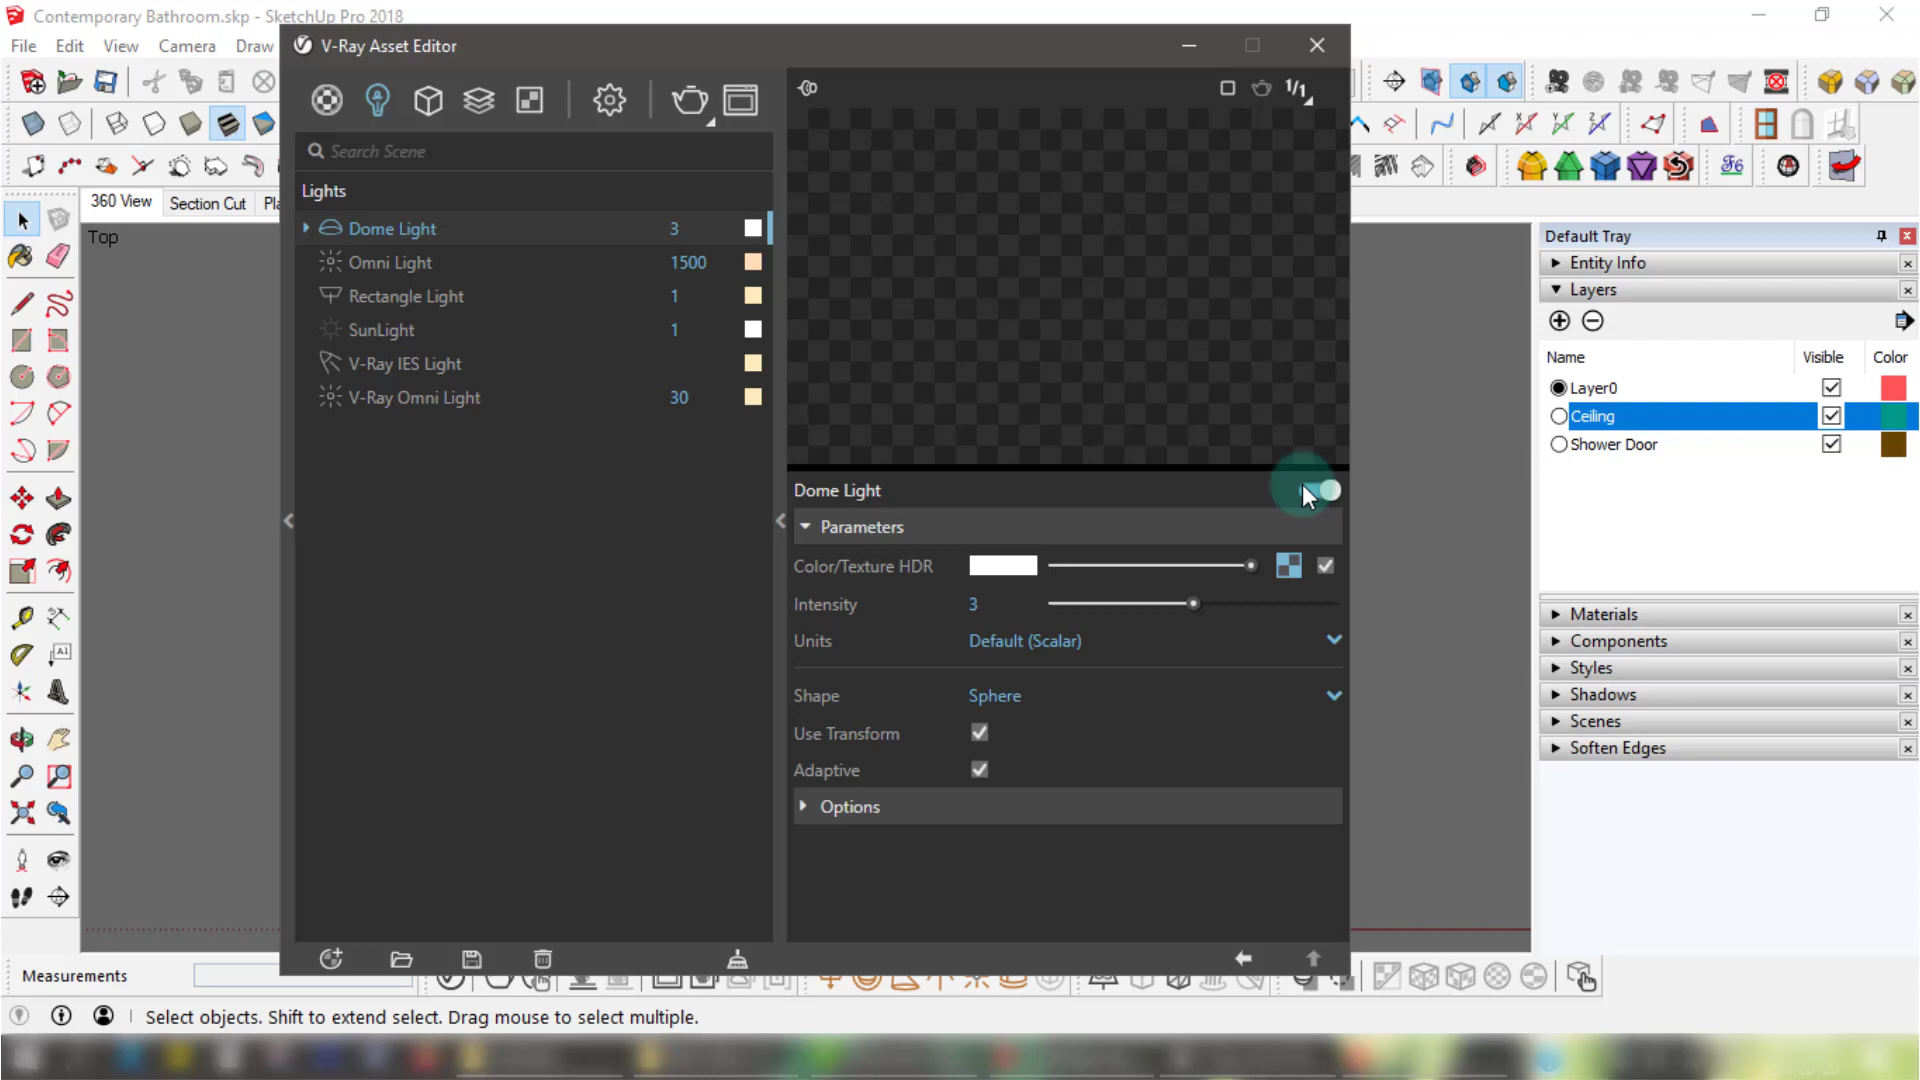 Contemporary Bathroom.skp - SketchUp Pro 2018
File Edit View Camera Draw
V-Ray Asset Editor
1/1
Search Scene
Lights
360 View Section Cut
Top
Dome Light 3
Omni Light 1500
Rectangle Light 1
SunLight 1
V-Ray IES Light
V-Ray Omni Light 30
Dome Light
Parameters
Color/Texture HDR
Intensity 3
Units Default (Scalar)
Shape Sphere
Use Transform
Adaptive
Options
Default Tray
Entity Info
Layers
Name Visible Color
Layer0
Ceiling
Shower Door
Materials
Components
Styles
Shadows
Scenes
Soften Edges
Measurements
Select objects. Shift to extend select. Drag mouse to select multiple.